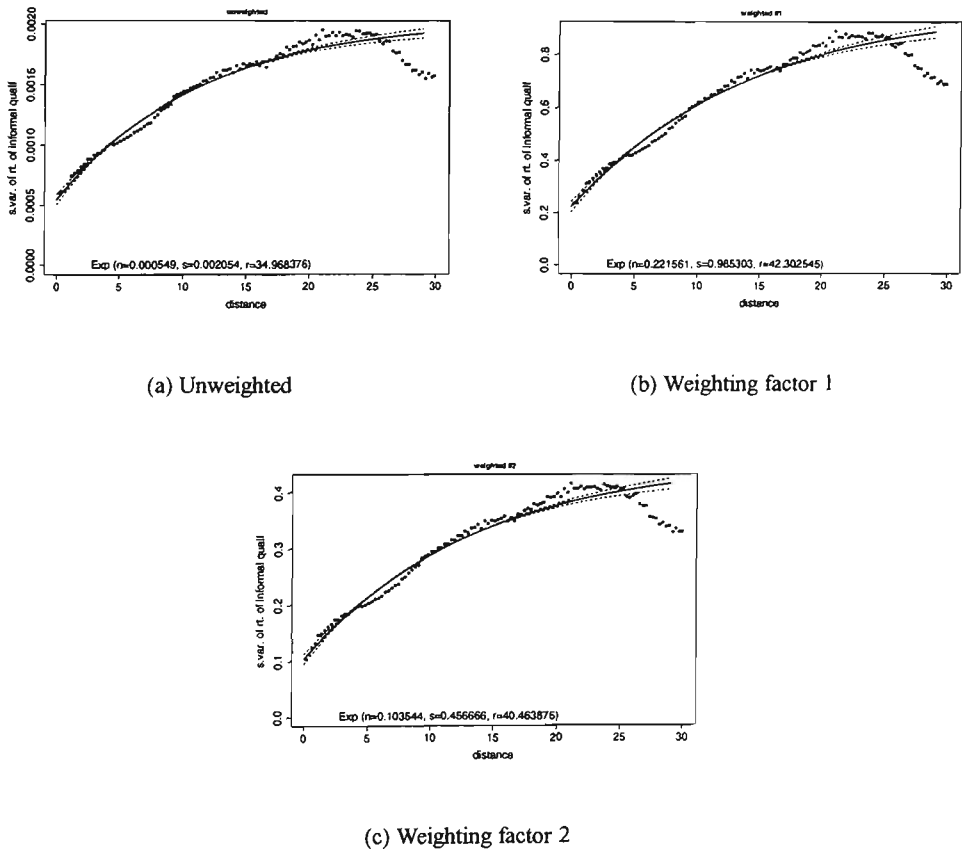 unweighted
s.var. of rt. of informal qualif
0.0020
0.0015
0.0010
0.0005
0.0000
Exp (n=0.000549, s=0.002054, r=34.968376)
0 5 10 15 20 25 30
distance
(a) Unweighted
weighted #1
s.var. of rt. of informal qualif
0.8
0.6
0.4
0.2
0.0
Exp (n=0.221561, s=0.965303, r=42.302545)
0 5 10 15 20 25 30
distance
(b) Weighting factor 1
weighted #2
s.var. of rt. of informal qualif
0.4
0.3
0.2
0.1
0.0
Exp (n=0.103544, s=0.456666, r=40.463876)
0 5 10 15 20 25 30
distance
(c) Weighting factor 2